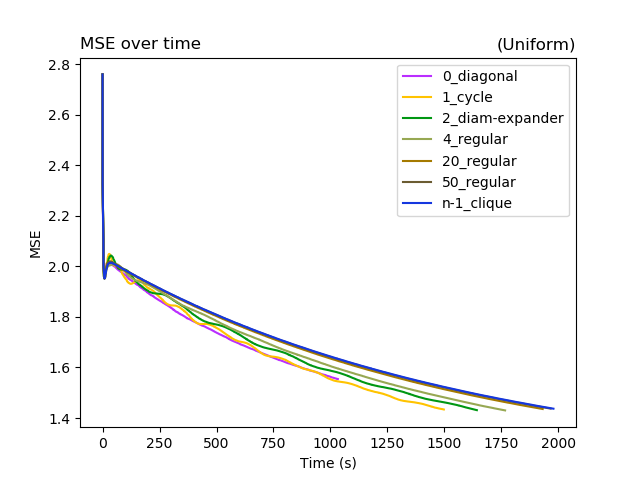 MSE over time (Uniform)
0_diagonal
1_cycle
2_diam-expander
4_regular
20_regular
50_regular
n-1_clique
MSE
2.8
2.6
2.4
2.2
2.0
1.8
1.6
1.4
0 250 500 750 1000 1250 1500 1750 2000
Time (s)